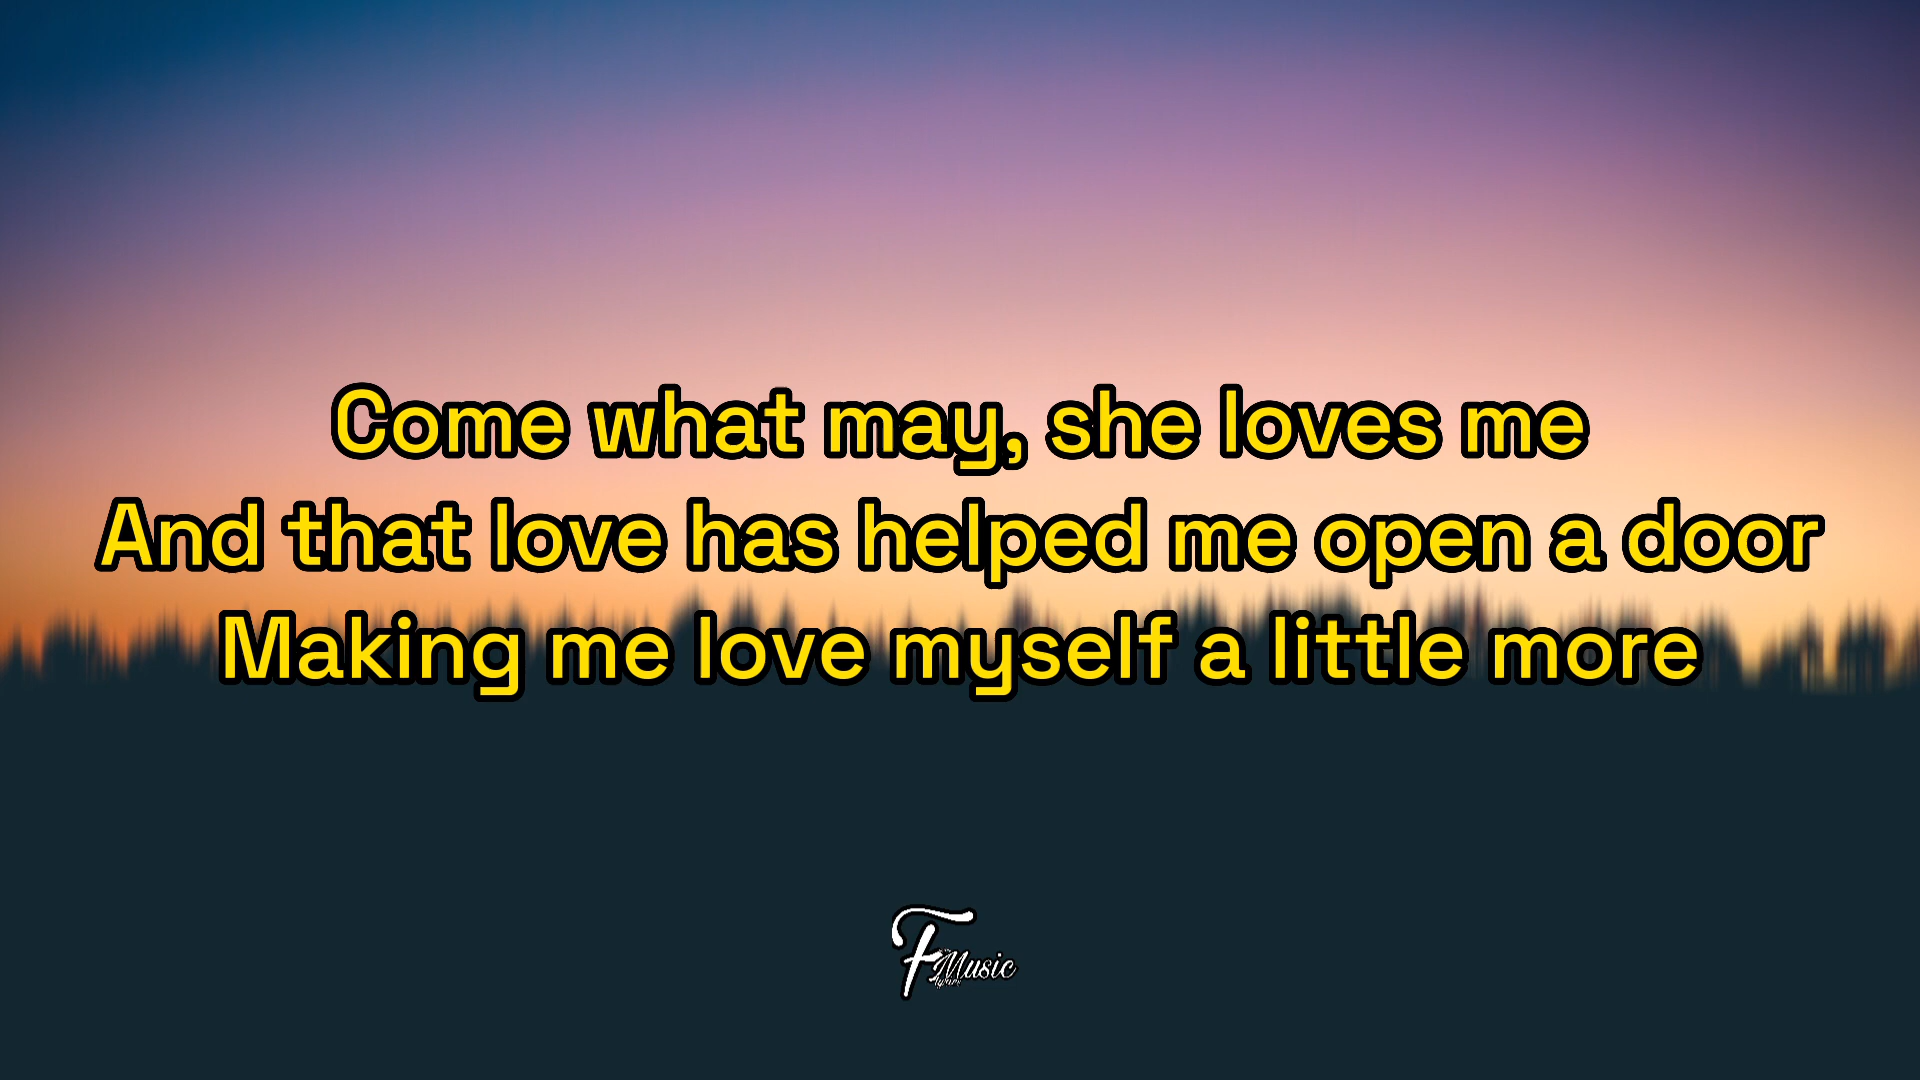 Come what may, she loves me
And that love has helped me open a door
Making me love myself a little more
F Music